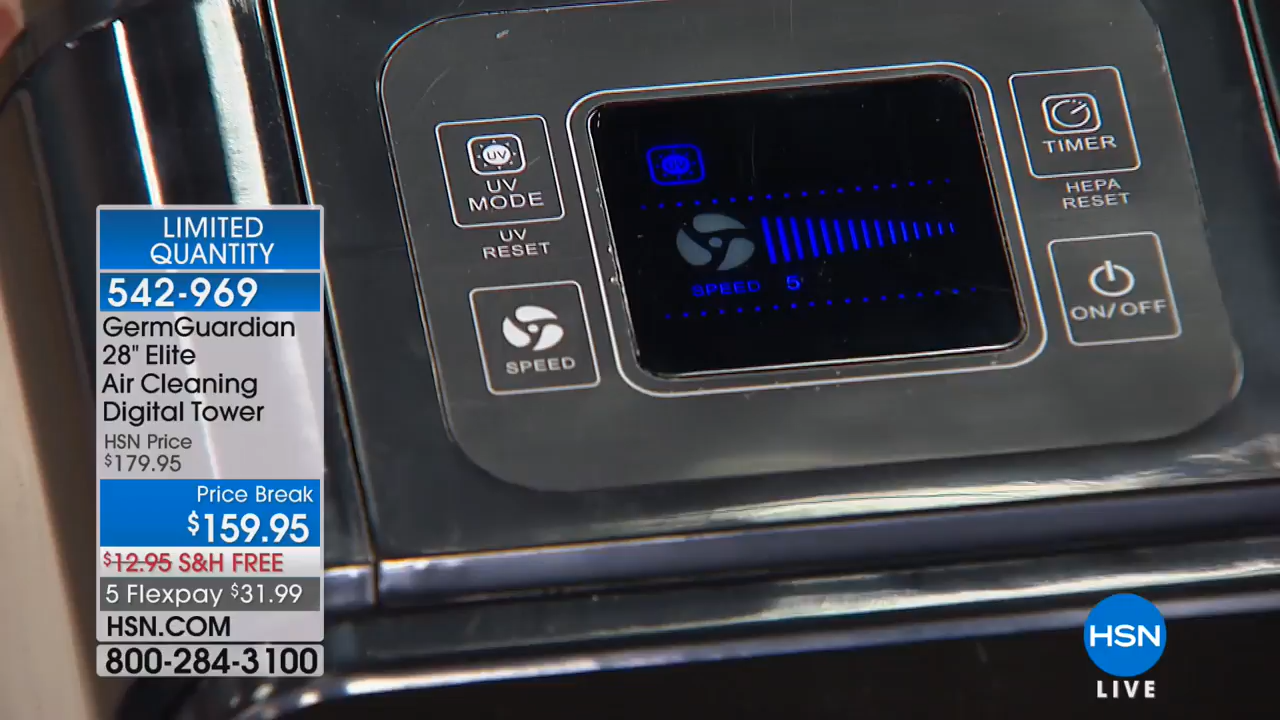 LIMITED
QUANTITY
542-969
GermGuardian
28" Elite
Air Cleaning
Digital Tower
HSN Price
$179.95
Price Break
$159.95
$12.95 S&H FREE
5 Flexpay $31.99
HSN.COM
800-284-3100
UV
UV
MODE
UV
RESET
SPEED
UV
SPEED 5
TIMER
HEPA
RESET
ON/OFF
HSN
LIVE